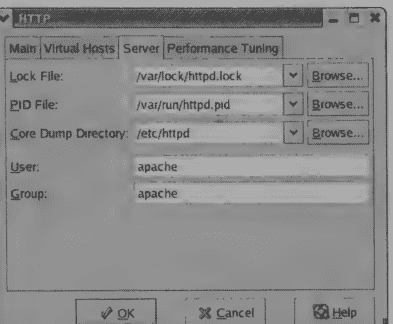 HTTP
Main Virtual Hosts Server Performance Tuning
Lock File: /var/lock/httpd.lock Browse...
PID File: /var/run/httpd.pid Browse...
Core Dump Directory: /etc/httpd Browse...
User: apache
Group: apache
OK Cancel Help